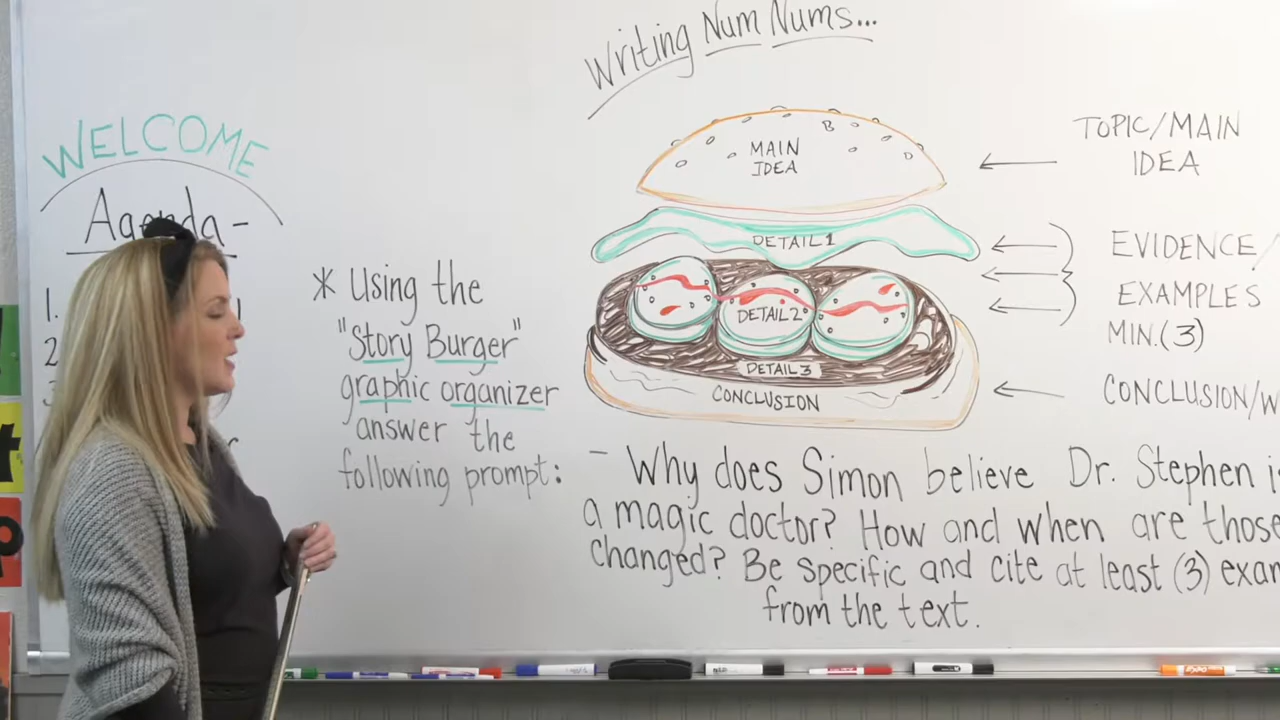 Writing Num Nums...
WELCOME
Agenda-
1.
2
* Using the
"Story Burger"
graphic organizer
answer the
following prompt:
MAIN
IDEA
DETAIL 1
DETAIL 2
DETAIL 3
CONCLUSION
TOPIC/MAIN
IDEA
EVIDENCE/
EXAMPLES
MIN.(3)
CONCLUSION/W
- Why does Simon believe Dr. Stephen i
a magic doctor? How and when are thos
changed? Be specific and cite at least (3) exam
from the text.
EXPO